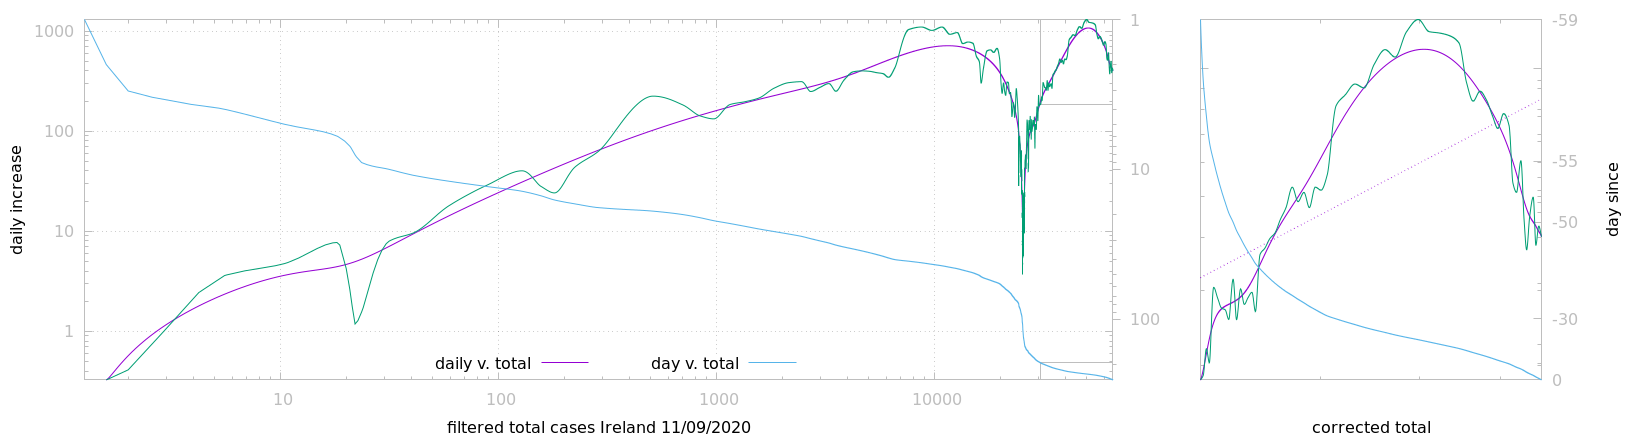 1000
100
10
1
daily increase
10
100
1000
10000
filtered total cases Ireland 11/09/2020
daily v. total
day v. total
1
10
100
corrected total
-59
-55
-50
-30
0
day since